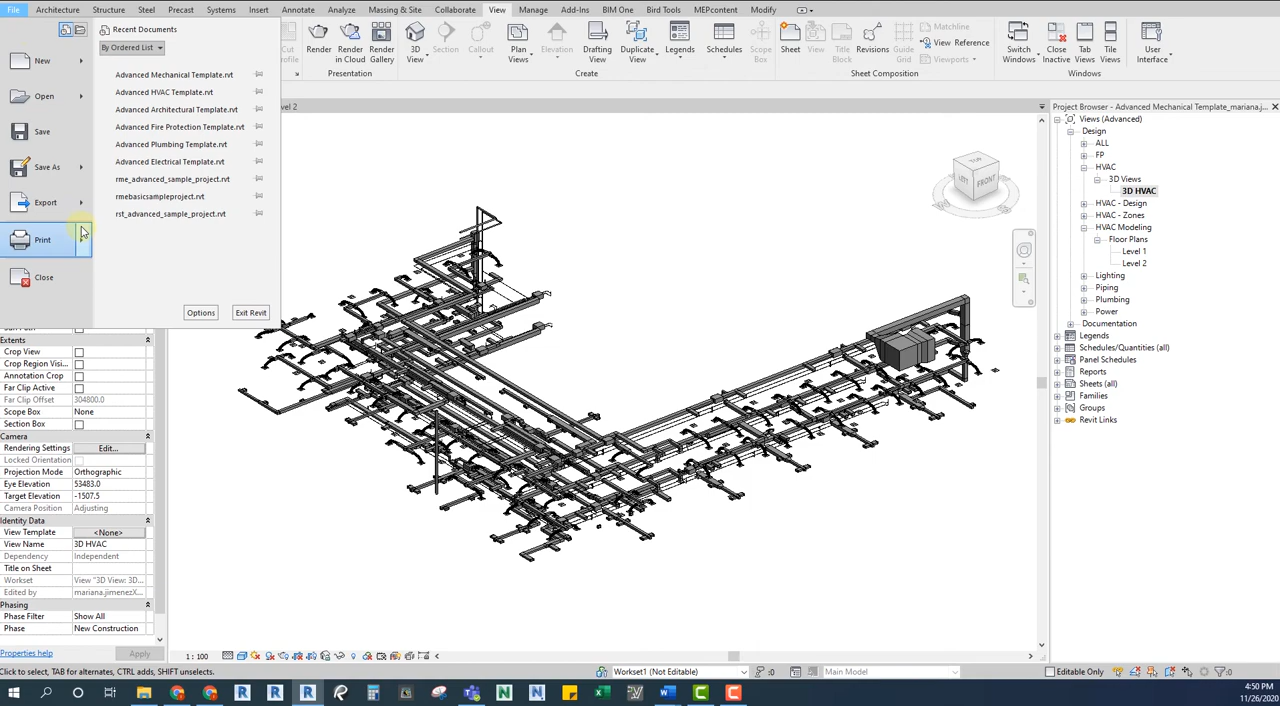 File Architecture Structure Steel Precast Systems Insert Annotate Analyze Massing & Site Collaborate View Manage Add-Ins BIM One Bird Tools MEPcontent Modify
Recent Documents
By Ordered List
New
Open
Save
Save As
Export
Print
Close
Advanced Mechanical Template.rvt
Advanced HVAC Template.rvt
Advanced Architectural Template.rvt
Advanced Fire Protection Template.rvt
Advanced Plumbing Template.rvt
Advanced Electrical Template.rvt
rme_advanced_sample_project.rvt
rmebasicsampleproject.rvt
rst_advanced_sample_project.rvt
Options Exit Revit
Cut
Profile
Render
Render in Cloud
Render Gallery
Presentation
3D View
Section
Callout
Plan Views
Elevation
Drafting View
Duplicate View
Legends
Schedules
Scope Box
Create
Sheet
View
Title Block
Revisions
Guide Grid
Matchline
View Reference
Viewports
Sheet Composition
Switch Windows
Close Inactive
Tab Views
Tile Views
Windows
User Interface
Level 2
TOP
LEFT
FRONT
Project Browser - Advanced Mechanical Template_mariana.j...
Views (Advanced)
Design
ALL
FP
HVAC
3D Views
3D HVAC
HVAC - Design
HVAC - Zones
HVAC Modeling
Floor Plans
Level 1
Level 2
Lighting
Piping
Plumbing
Power
Documentation
Legends
Schedules/Quantities (all)
Panel Schedules
Reports
Sheets (all)
Families
Groups
Revit Links
Extents
Crop View
Crop Region Visi...
Annotation Crop
Far Clip Active
Far Clip Offset 304800.0
Scope Box None
Section Box
Camera
Rendering Settings Edit...
Locked Orientation
Projection Mode Orthographic
Eye Elevation 53483.0
Target Elevation -1507.5
Camera Position Adjusting
Identity Data
View Template <None>
View Name 3D HVAC
Dependency Independent
Title on Sheet
Workset View "3D View: 3D...
Edited by mariana.jimenezX...
Phasing
Phase Filter Show All
Phase New Construction
Properties help Apply
1 : 100
Click to select, TAB for alternates, CTRL adds, SHIFT unselects.
Workset1 (Not Editable)
:0
Main Model
Editable Only
:0
4:50 PM
11/26/2020